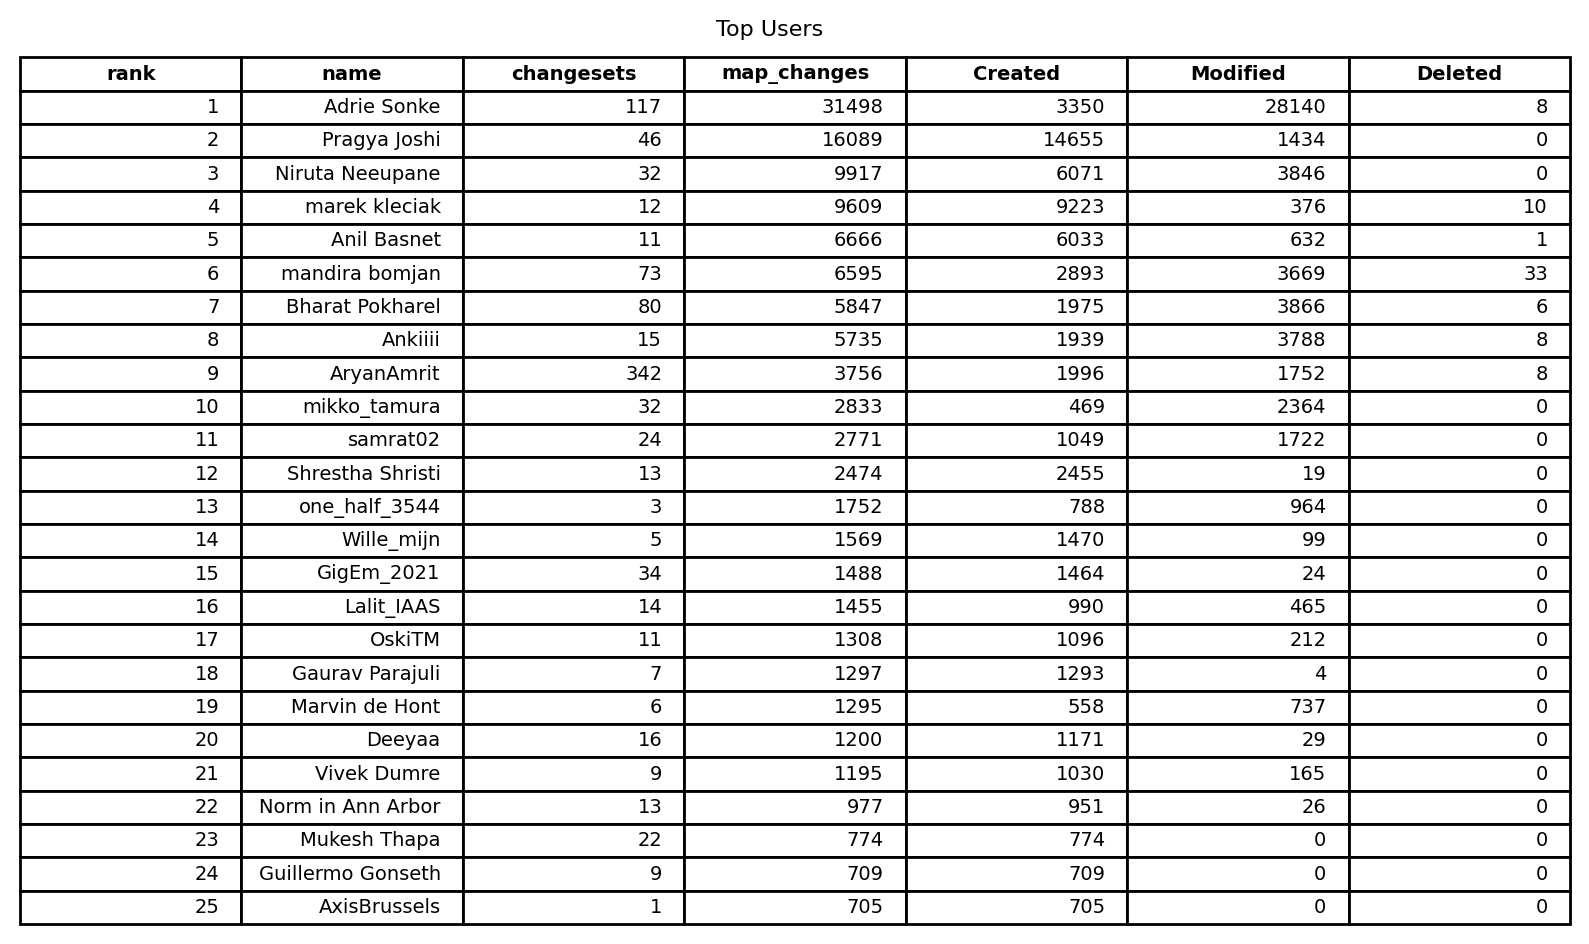 Top Users
rank name changesets map_changes Created Modified Deleted
1 Adrie Sonke 117 31498 3350 28140 8
2 Pragya Joshi 46 16089 14655 1434 0
3 Niruta Neeupane 32 9917 6071 3846 0
4 marek kleciak 12 9609 9223 376 10
5 Anil Basnet 11 6666 6033 632 1
6 mandira bomjan 73 6595 2893 3669 33
7 Bharat Pokharel 80 5847 1975 3866 6
8 Ankiiii 15 5735 1939 3788 8
9 AryanAmrit 342 3756 1996 1752 8
10 mikko_tamura 32 2833 469 2364 0
11 samrat02 24 2771 1049 1722 0
12 Shrestha Shristi 13 2474 2455 19 0
13 one_half_3544 3 1752 788 964 0
14 Wille_mijn 5 1569 1470 99 0
15 GigEm_2021 34 1488 1464 24 0
16 Lalit_IAAS 14 1455 990 465 0
17 OskiTM 11 1308 1096 212 0
18 Gaurav Parajuli 7 1297 1293 4 0
19 Marvin de Hont 6 1295 558 737 0
20 Deeyaa 16 1200 1171 29 0
21 Vivek Dumre 9 1195 1030 165 0
22 Norm in Ann Arbor 13 977 951 26 0
23 Mukesh Thapa 22 774 774 0 0
24 Guillermo Gonseth 9 709 709 0 0
25 AxisBrussels 1 705 705 0 0